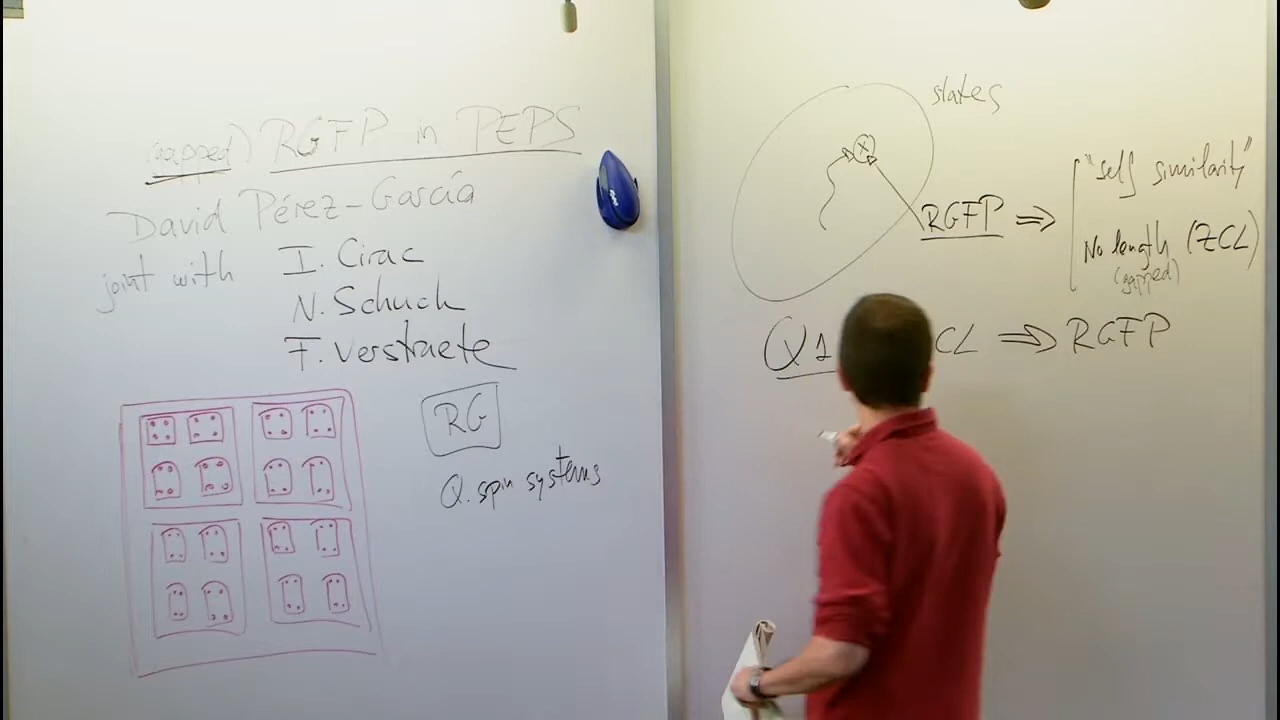 (gapped) RGFP in PEPS
David Pérez-García
joint with I. Cirac
N. Schuch
F. Verstraete
RG
Q. spin systems
states
X
RGFP ⇒
"self similarity"
No length (ZCL)
(gapped)
Q1 CL ⇒ RGFP